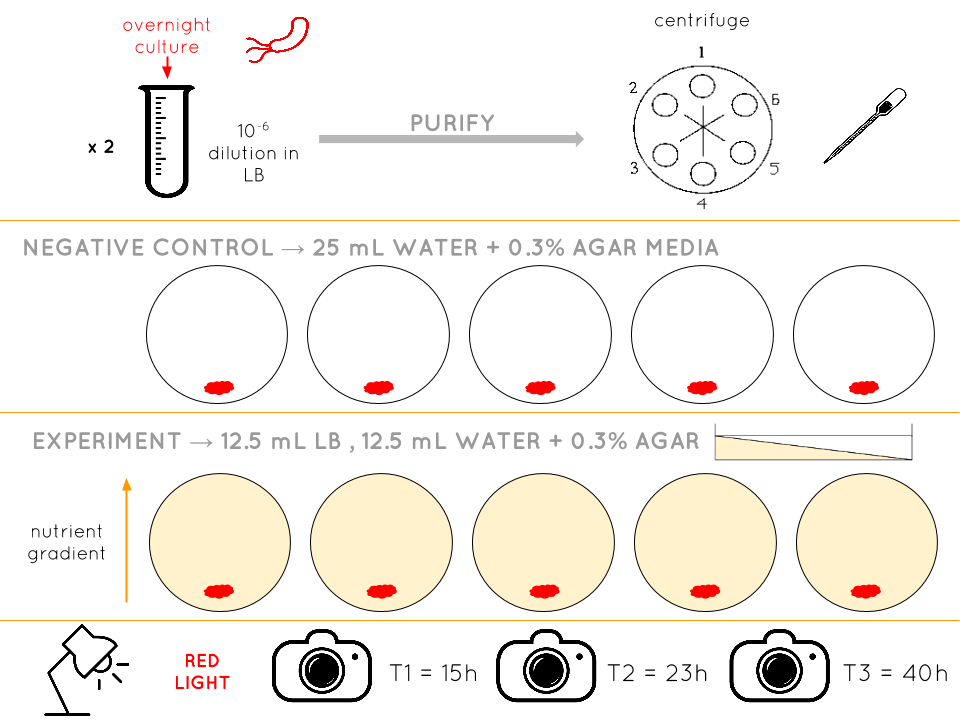 overnight
culture
centrifuge
1
2
6
3
5
4
x 2
10⁻⁶
dilution in
LB
PURIFY
NEGATIVE CONTROL → 25 mL WATER + 0.3% AGAR MEDIA
EXPERIMENT → 12.5 mL LB , 12.5 mL WATER + 0.3% AGAR
nutrient
gradient
RED
LIGHT
T1 = 15h
T2 = 23h
T3 = 40h